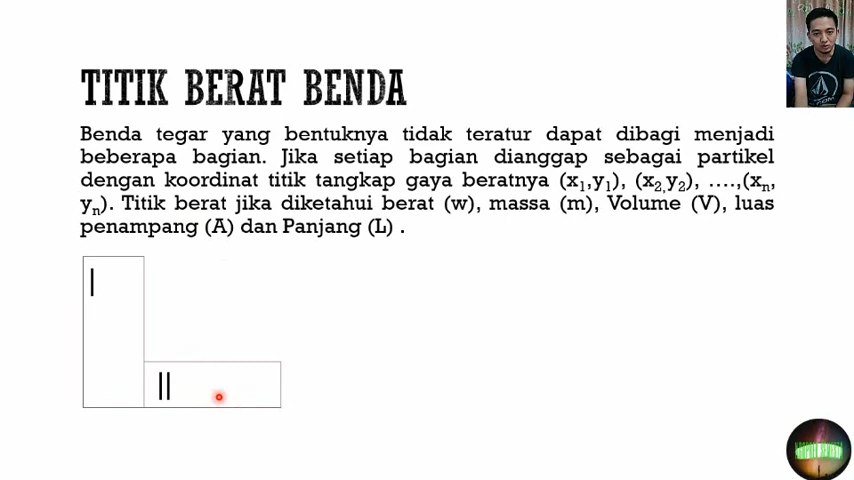 TITIK BERAT BENDA
Benda tegar yang bentuknya tidak teratur dapat dibagi menjadi
beberapa bagian. Jika setiap bagian dianggap sebagai partikel
dengan koordinat titik tangkap gaya beratnya (x₁,y₁), (x₂,y₂), ….,(xₙ,
yₙ). Titik berat jika diketahui berat (w), massa (m), Volume (V), luas
penampang (A) dan Panjang (L) .
I
II